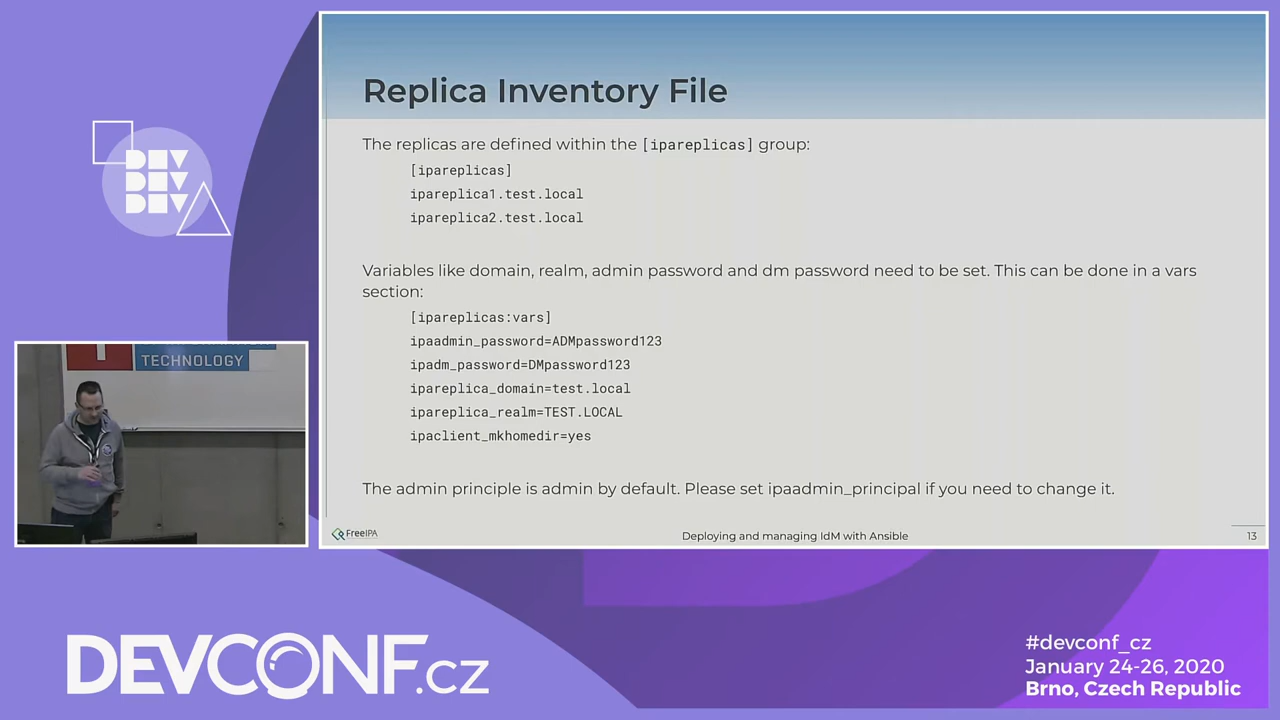 Replica Inventory File
The replicas are defined within the [ipareplicas] group:
[ipareplicas]
ipareplica1.test.local
ipareplica2.test.local
Variables like domain, realm, admin password and dm password need to be set. This can be done in a vars
section:
[ipareplicas:vars]
ipaadmin_password=ADMpassword123
ipadm_password=DMpassword123
ipareplica_domain=test.local
ipareplica_realm=TEST.LOCAL
ipaclient_mkhomedir=yes
The admin principle is admin by default. Please set ipaadmin_principal if you need to change it.
FreeIPA
Deploying and managing IdM with Ansible
13
DEV
DEV
DEV
TECHNOLOGY
DEVCONF.cz
#devconf_cz
January 24-26, 2020
Brno, Czech Republic